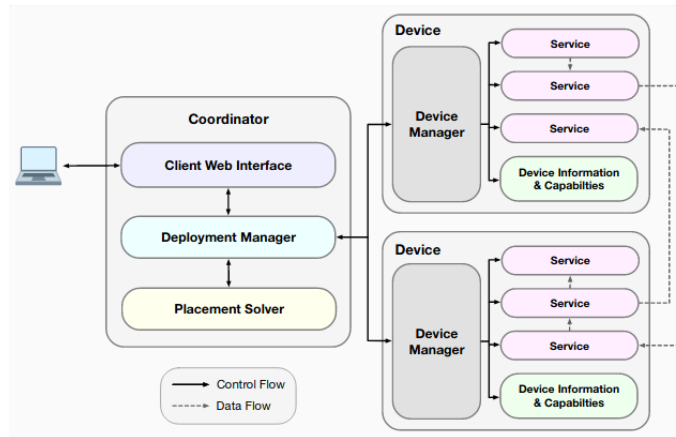 Coordinator
Client Web Interface
Deployment Manager
Placement Solver
Control Flow
Data Flow
Device
Device
Manager
Service
Service
Service
Device Information
& Capabilties
Device
Device
Manager
Service
Service
Service
Device Information
& Capabilties